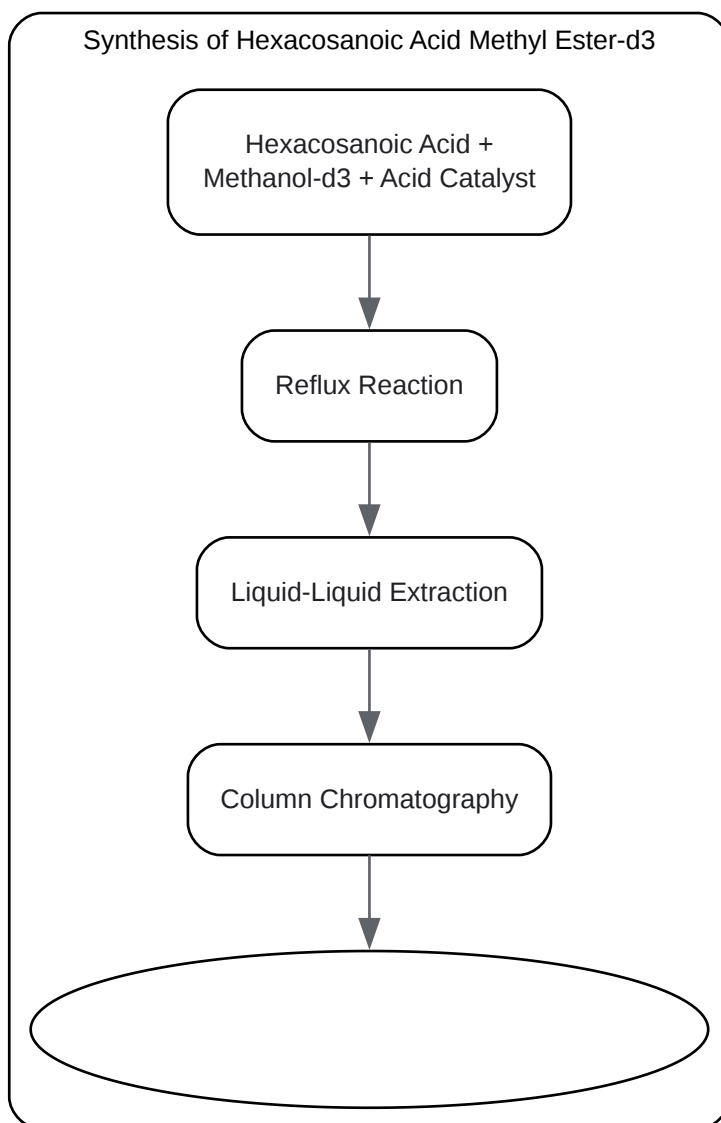 Synthesis of Hexacosanoic Acid Methyl Ester-d3
Hexacosanoic Acid +
Methanol-d3 + Acid Catalyst
Reflux Reaction
Liquid-Liquid Extraction
Column Chromatography